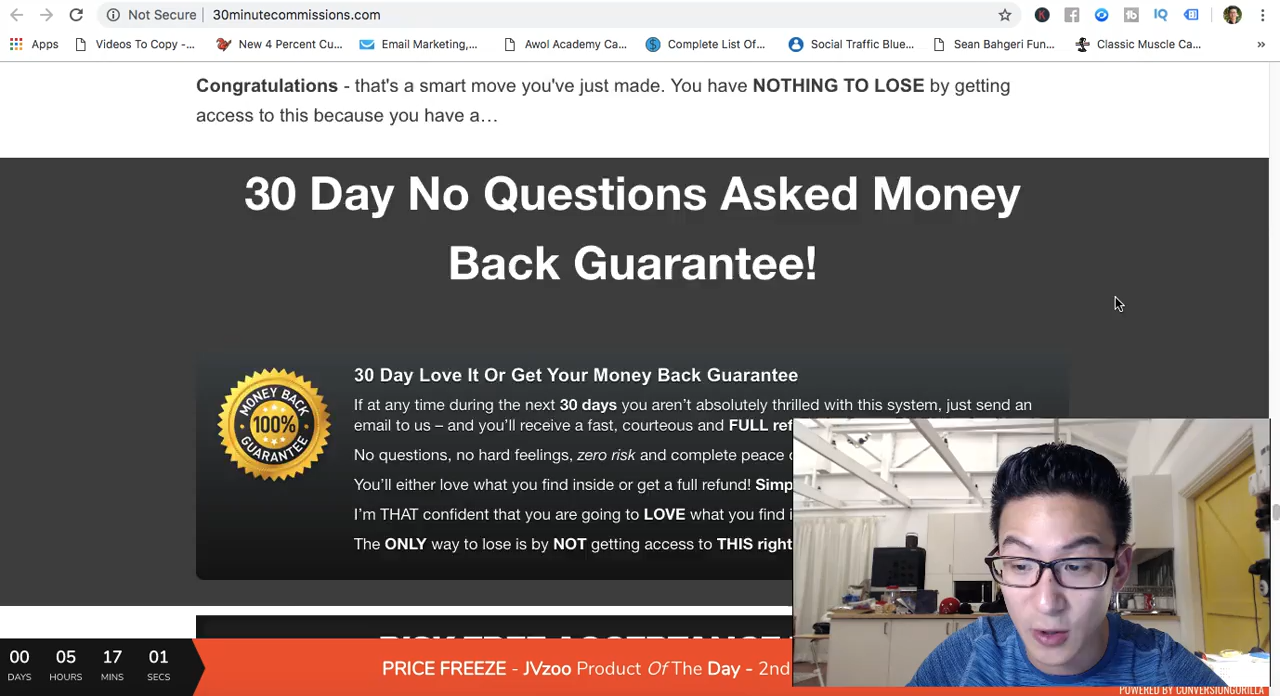 Not Secure
30minutecommissions.com
Apps
Videos To Copy -...
New 4 Percent Cu...
Email Marketing,...
Awol Academy Ca...
Complete List Of...
Social Traffic Blue...
Sean Bahgeri Fun...
Classic Muscle Ca...
»
Congratulations - that's a smart move you've just made. You have NOTHING TO LOSE by getting
access to this because you have a…
30 Day No Questions Asked Money
Back Guarantee!
MONEY BACK
100%
GUARANTEE
30 Day Love It Or Get Your Money Back Guarantee
If at any time during the next 30 days you aren't absolutely thrilled with this system, just send an
email to us – and you'll receive a fast, courteous and FULL ref
No questions, no hard feelings, zero risk and complete peace
You'll either love what you find inside or get a full refund! Simp
I'm THAT confident that you are going to LOVE what you find i
The ONLY way to lose is by NOT getting access to THIS right
00 05 17 01
DAYS HOURS MINS SECS
PRICE FREEZE - JVzoo Product Of The Day - 2nd
POWERED BY CONVERSIONGORILLA